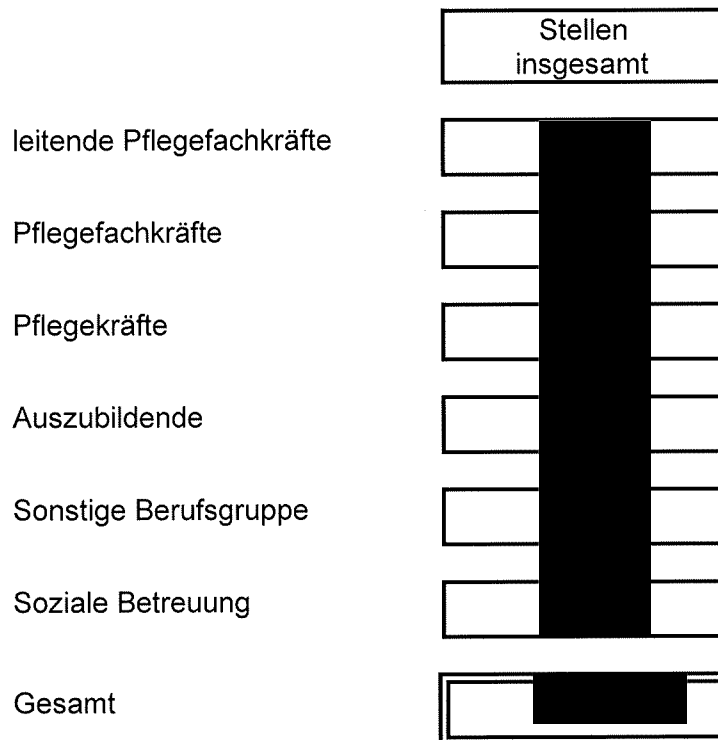 Stellen
insgesamt
leitende Pflegefachkräfte
Pflegefachkräfte
Pflegekräfte
Auszubildende
Sonstige Berufsgruppe
Soziale Betreuung
Gesamt